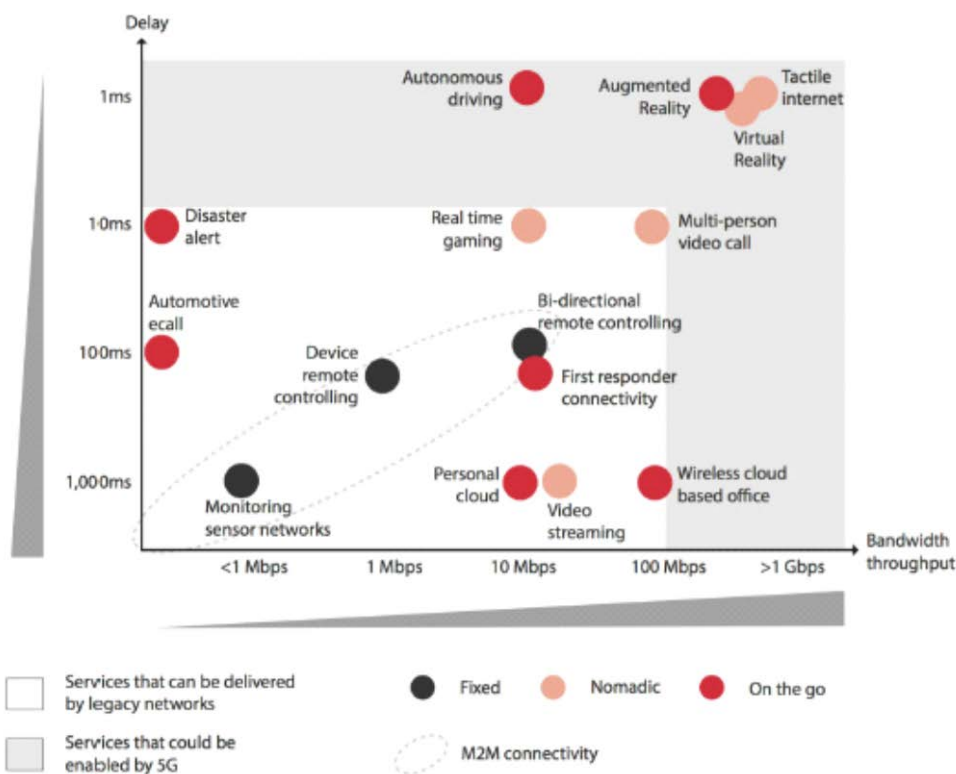 Delay
1ms
Autonomous
driving
Augmented
Reality
Tactile
internet
Virtual
Reality
10ms
Disaster
alert
Real time
gaming
Multi-person
video call
Automotive
ecall
Bi-directional
remote controlling
100ms
Device
remote
controlling
First responder
connectivity
1,000ms
Monitoring
sensor networks
Personal
cloud
Video
streaming
Wireless cloud
based office
Bandwidth
throughput
<1 Mbps
1 Mbps
10 Mbps
100 Mbps
>1 Gbps
Services that can be delivered
by legacy networks
Fixed
Nomadic
On the go
Services that could be
enabled by 5G
M2M connectivity